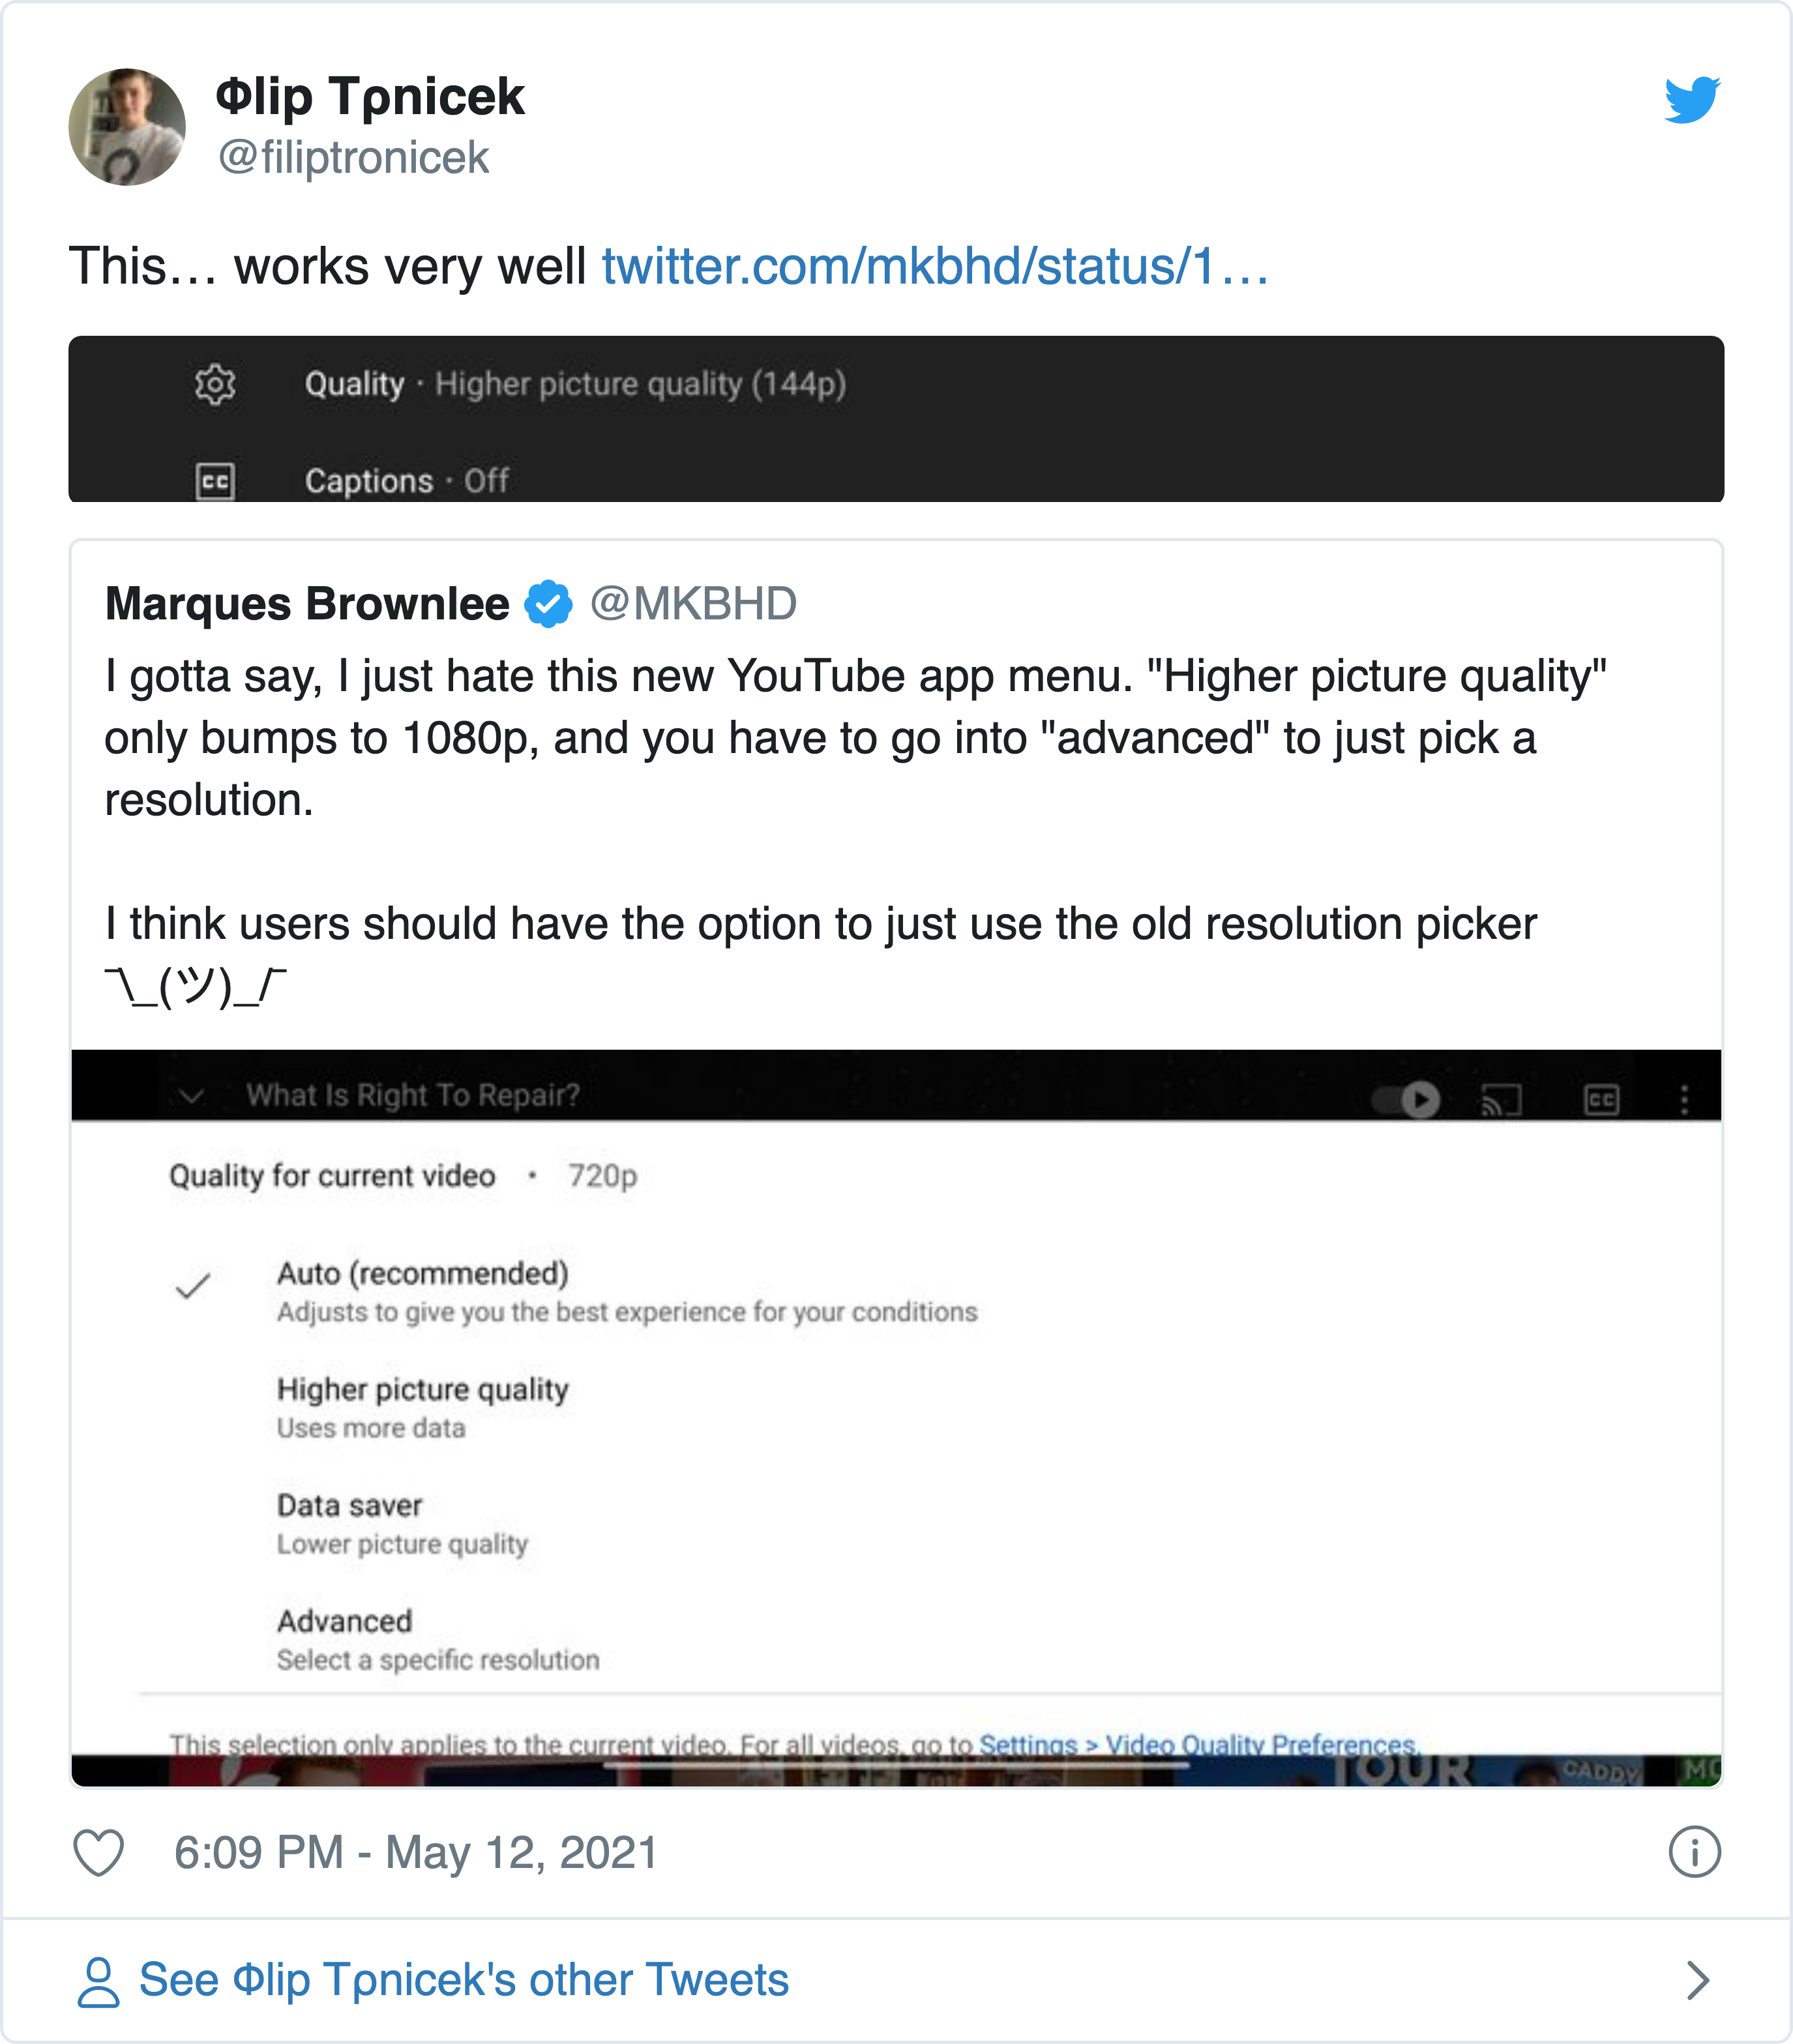 Φlip Tρnicek
@filiptronicek
This… works very well twitter.com/mkbhd/status/1…
Quality · Higher picture quality (144p)
CC Captions · Off
Marques Brownlee @MKBHD
I gotta say, I just hate this new YouTube app menu. "Higher picture quality"
only bumps to 1080p, and you have to go into "advanced" to just pick a
resolution.
I think users should have the option to just use the old resolution picker
¯\_(ツ)_/¯
What Is Right To Repair? CC
Quality for current video · 720p
Auto (recommended)
Adjusts to give you the best experience for your conditions
Higher picture quality
Uses more data
Data saver
Lower picture quality
Advanced
Select a specific resolution
This selection only applies to the current video. For all videos, go to Settings > Video Quality Preferences.
TOUR CADDY
6:09 PM - May 12, 2021
See Φlip Tρnicek's other Tweets